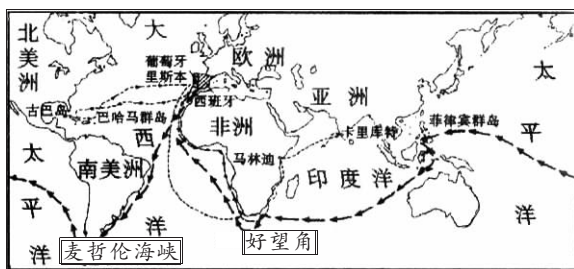 北美洲
大西洋
葡萄牙
里斯本
欧洲
太平洋
亚洲
古巴岛
巴哈马群岛
西班牙
非洲
卡里库特
菲律宾群岛
马林迪
南美洲
印度洋
太平洋
麦哲伦海峡
好望角